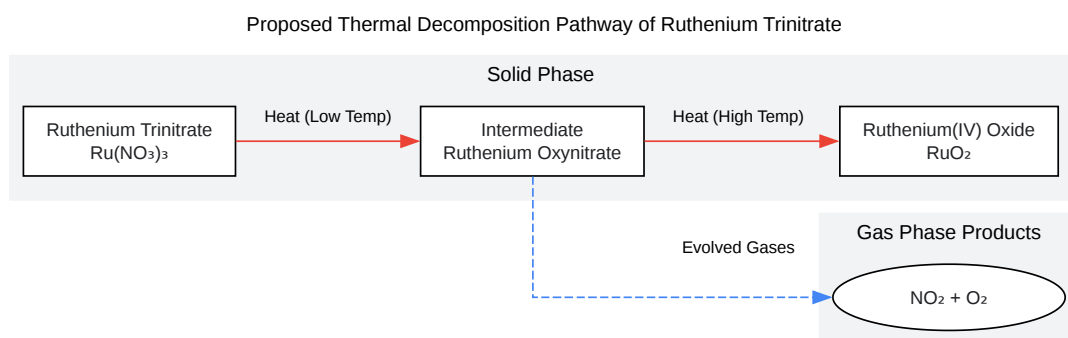 Proposed Thermal Decomposition Pathway of Ruthenium Trinitrate
Solid Phase
Ruthenium Trinitrate
Ru(NO₃)₃
Heat (Low Temp)
Intermediate
Ruthenium Oxynitrate
Heat (High Temp)
Ruthenium(IV) Oxide
RuO₂
Evolved Gases
Gas Phase Products
NO₂ + O₂